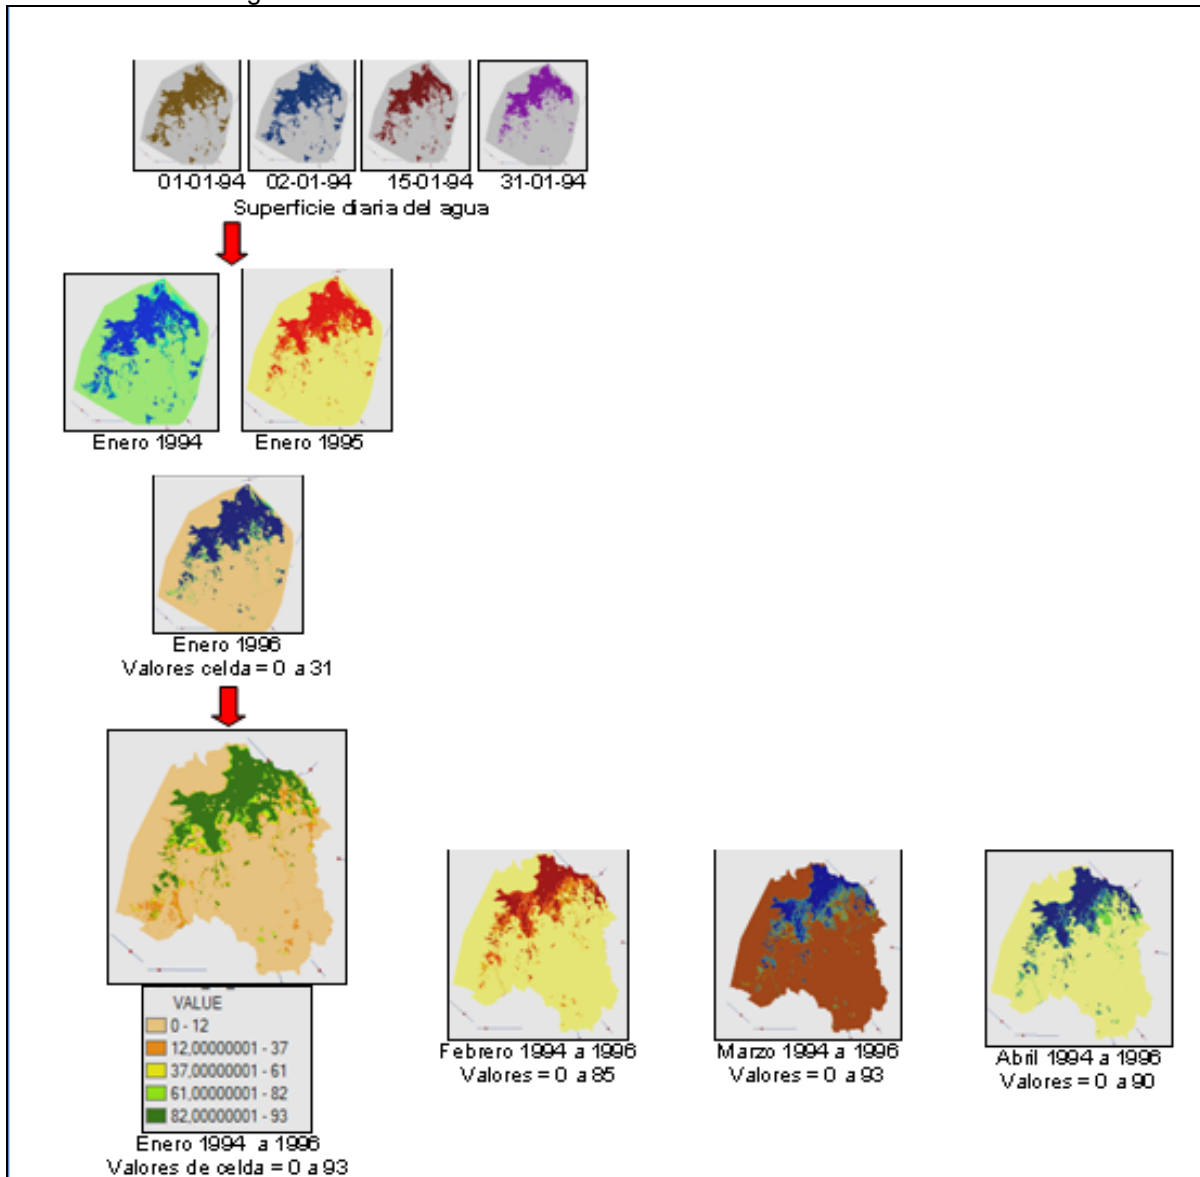 01-01-94 02-01-94 15-01-94 31-01-94
Superficie diaria del agua
Enero 1994 Enero 1995
Enero 1996
Valores celda = 0 a 31
VALUE
0 - 12
12,00000001 - 37
37,00000001 - 61
61,00000001 - 82
82,00000001 - 93
Enero 1994 a 1996
Valores de celda = 0 a 93
Febrero 1994 a 1996
Valores = 0 a 85
Marzo 1994 a 1996
Valores = 0 a 93
Abril 1994 a 1996
Valores = 0 a 90